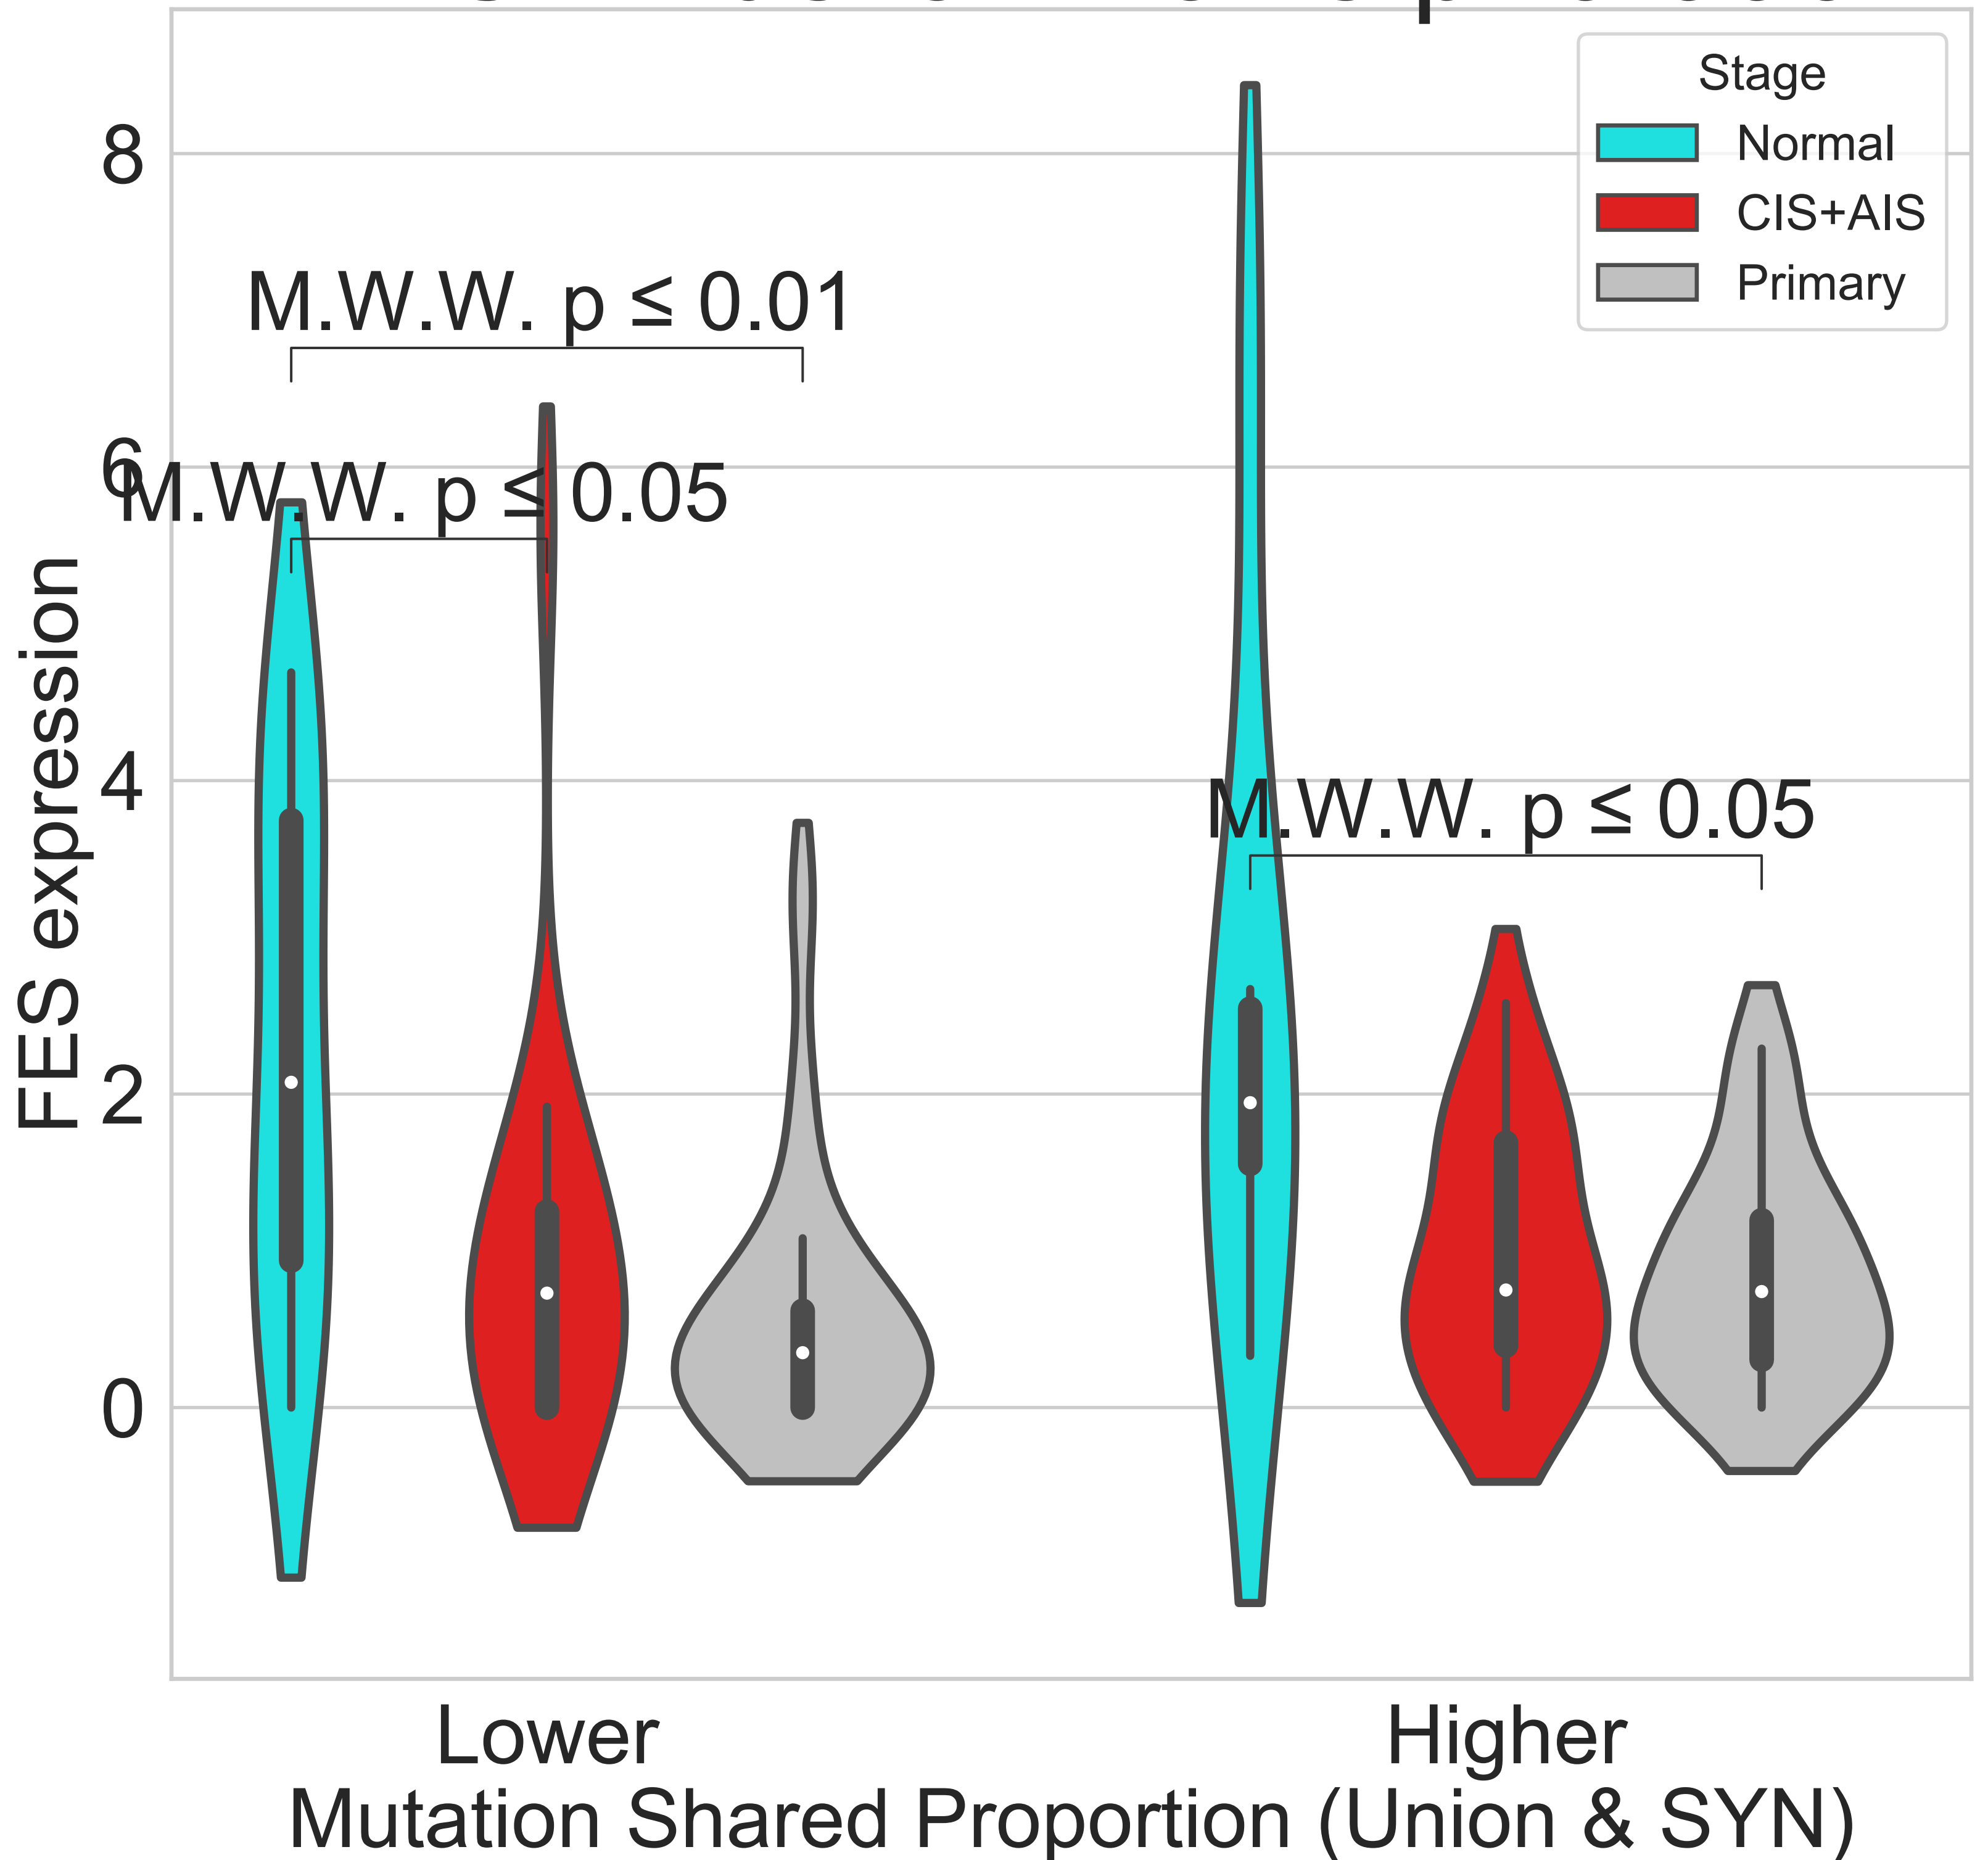 Stage
Normal
CIS+AIS
Primary
8
6
4
2
0
FES expression
M.W.W. p ≤ 0.01
M.W.W. p ≤ 0.05
M.W.W. p ≤ 0.05
Lower
Higher
Mutation Shared Proportion (Union & SYN)